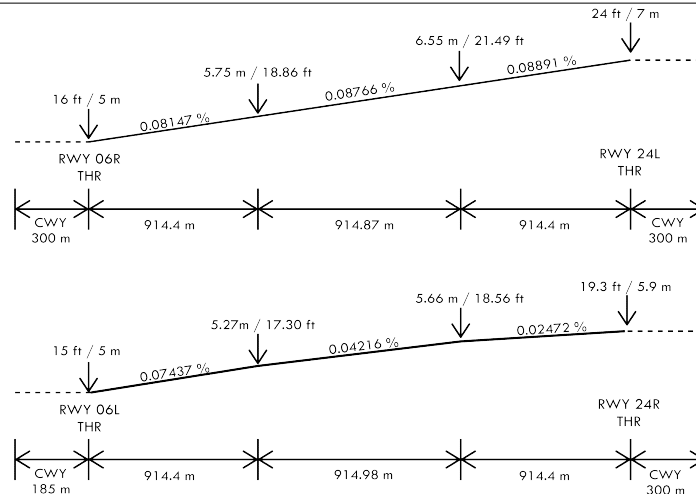 24 ft / 7 m
6.55 m / 21.49 ft
5.75 m / 18.86 ft
16 ft / 5 m
0.08147 %
0.08766 %
0.08891 %
RWY 06R
THR
RWY 24L
THR
CWY
300 m
914.4 m
914.87 m
914.4 m
CWY
300 m
19.3 ft / 5.9 m
5.66 m / 18.56 ft
5.27m / 17.30 ft
15 ft / 5 m
0.07437 %
0.04216 %
0.02472 %
RWY 06L
THR
RWY 24R
THR
CWY
185 m
914.4 m
914.98 m
914.4 m
CWY
300 m